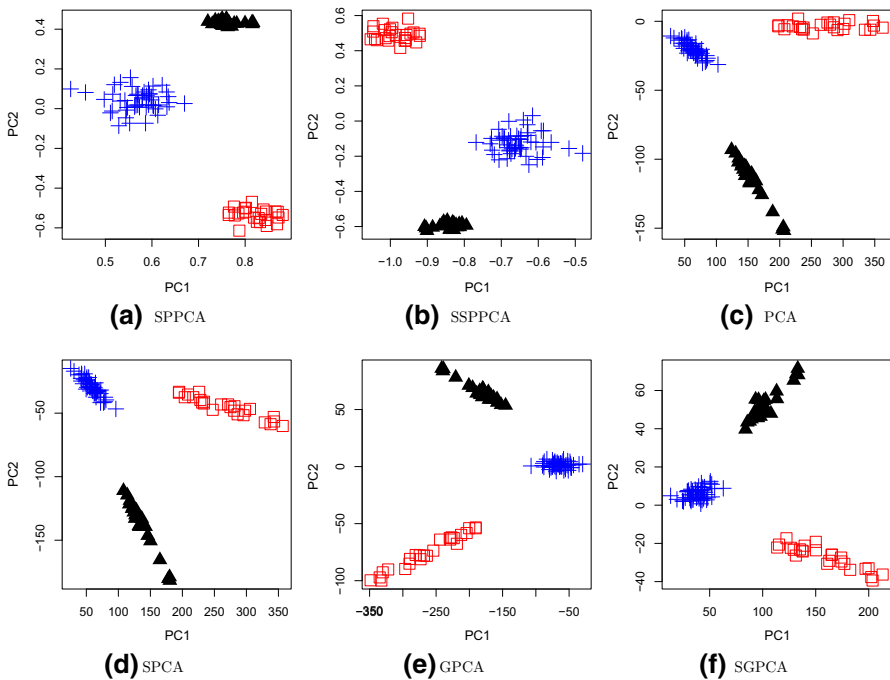 0.4
0.2
0.0
−0.2
−0.4
−0.6
PC2
0.5 0.6 0.7 0.8
PC1
(a) SPPCA
0.6
0.4
0.2
0.0
−0.2
−0.4
−0.6
PC2
−1.0 −0.9 −0.8 −0.7 −0.6 −0.5
PC1
(b) SSPPCA
0
−50
−100
−150
PC2
50 100 150 200 250 300 350
PC1
(c) PCA
−50
−100
−150
PC2
50 100 150 200 250 300 350
PC1
(d) SPCA
50
0
−50
−100
PC2
−350 −250 −150 −50
PC1
(e) GPCA
60
40
20
0
−20
−40
PC2
50 100 150 200
PC1
(f) SGPCA